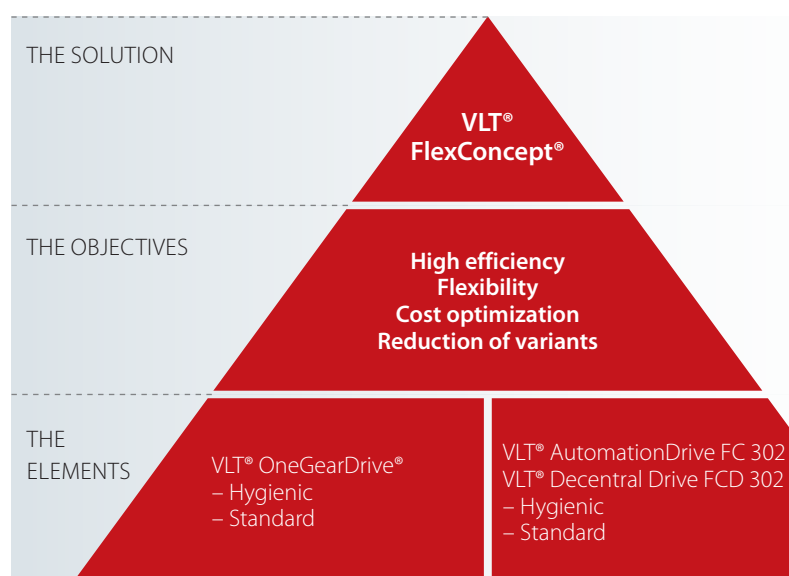 THE SOLUTION
VLT®
FlexConcept®
THE OBJECTIVES
High efficiency
Flexibility
Cost optimization
Reduction of variants
THE
ELEMENTS
VLT® OneGearDrive®
– Hygienic
– Standard
VLT® AutomationDrive FC 302
VLT® Decentral Drive FCD 302
– Hygienic
– Standard